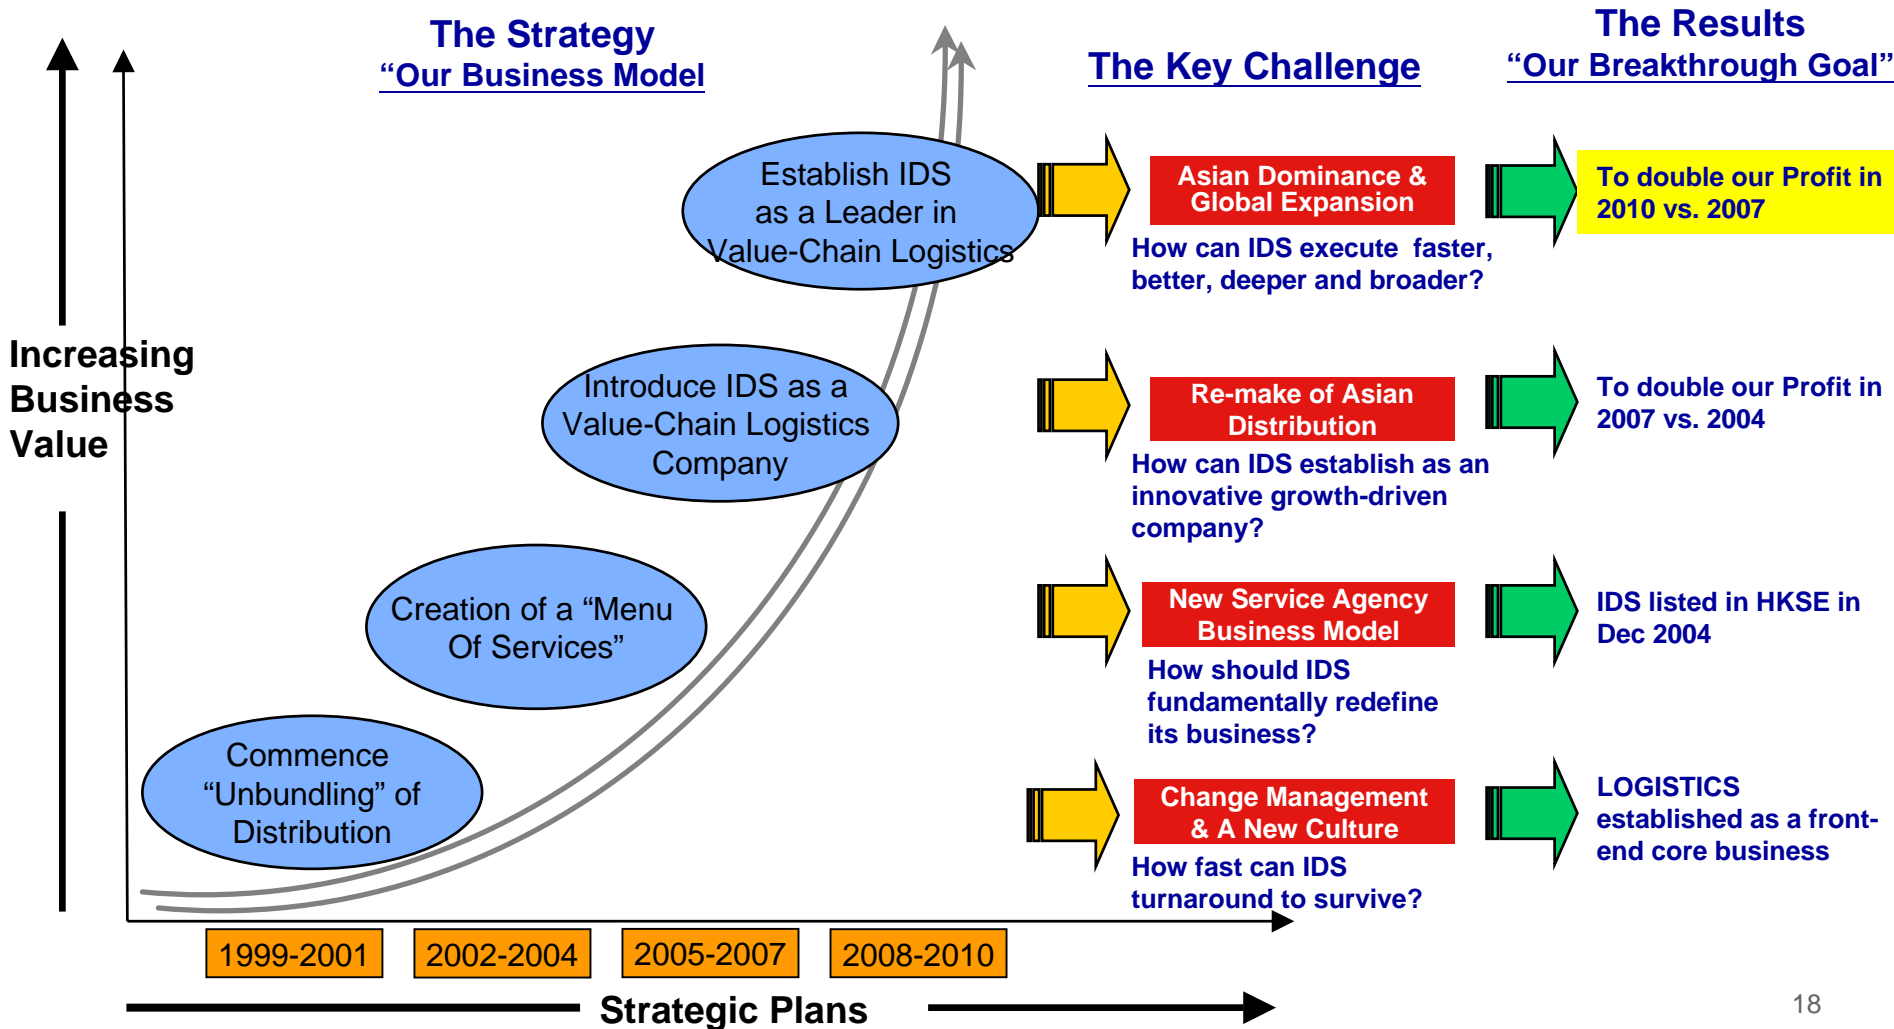 The Strategy
“Our Business Model
The Key Challenge
The Results
“Our Breakthrough Goal”
Increasing
Business
Value
Establish IDS
as a Leader in
Value-Chain Logistics
Asian Dominance &
Global Expansion
How can IDS execute  faster,
better, deeper and broader?
To double our Profit in
2010 vs. 2007
Introduce IDS as a
Value-Chain Logistics
Company
Re-make of Asian
Distribution
How can IDS establish as an
innovative growth-driven
company?
To double our Profit in
2007 vs. 2004
Creation of a “Menu
Of Services”
New Service Agency
Business Model
How should IDS
fundamentally redefine
its business?
IDS listed in HKSE in
Dec 2004
Commence
“Unbundling” of
Distribution
Change Management
& A New Culture
How fast can IDS
turnaround to survive?
LOGISTICS
established as a front-
end core business
1999-2001
2002-2004
2005-2007
2008-2010
Strategic Plans
18